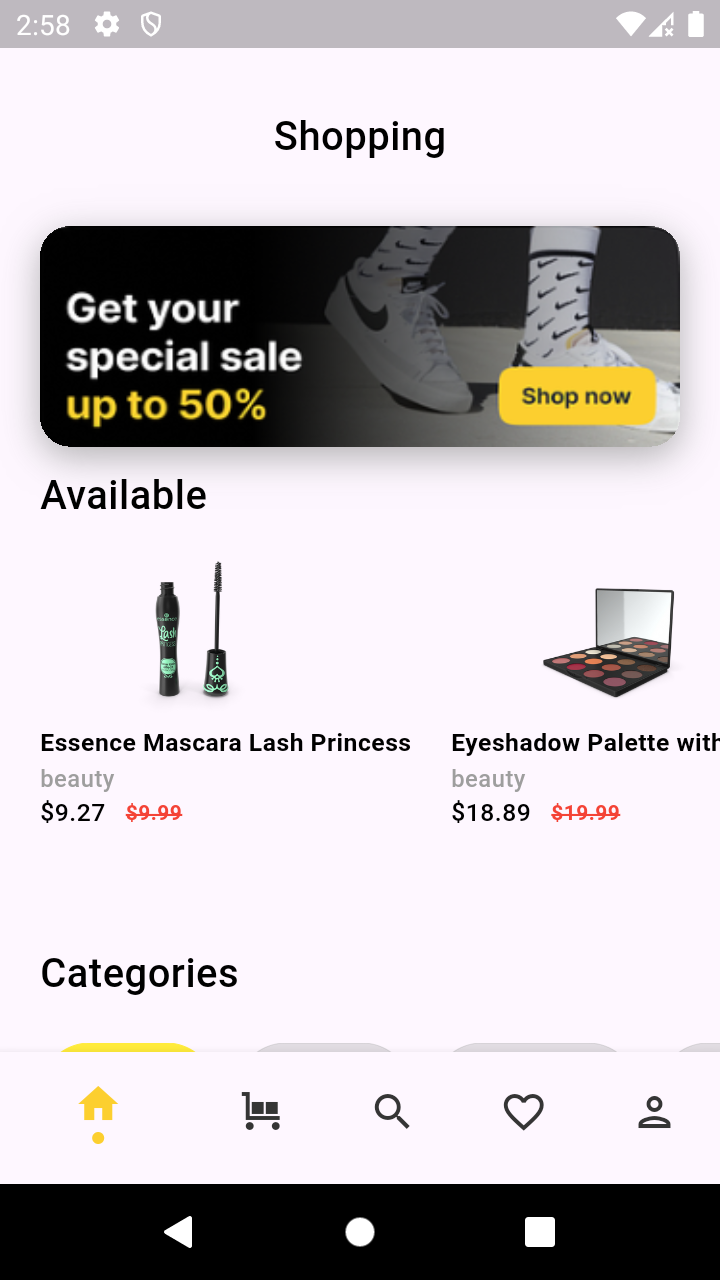 2:58
Shopping
Get your
special sale
up to 50%
Shop now
Available
Lash
Essence Mascara Lash Princess
Eyeshadow Palette with
beauty
beauty
$9.27 $9.99
$18.89 $19.99
Categories